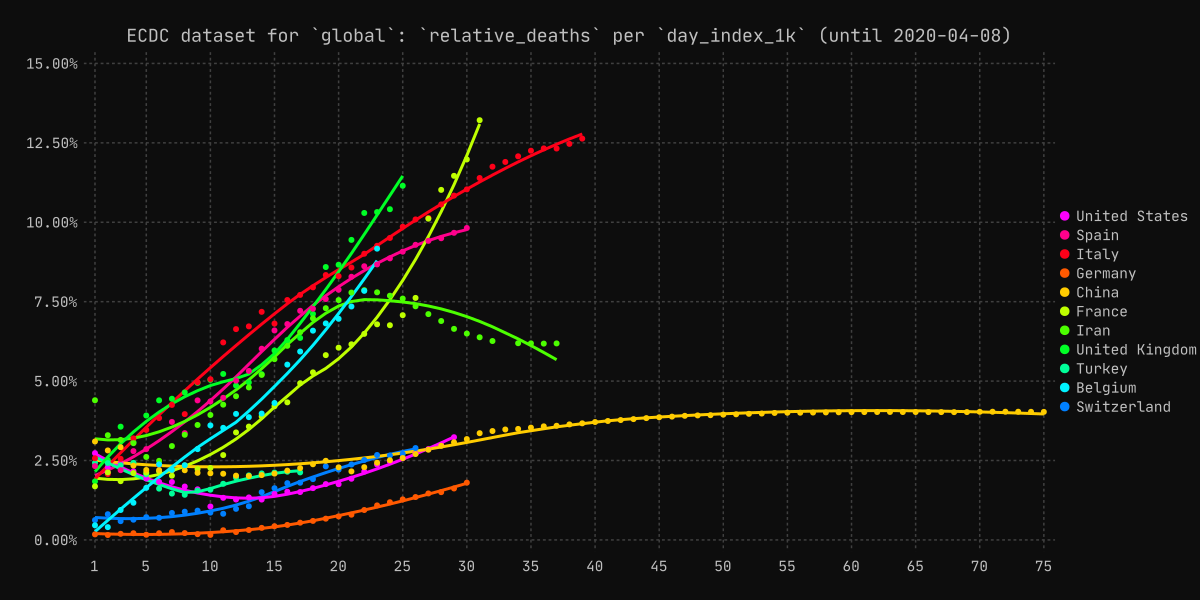 ECDC dataset for `global`: `relative_deaths` per `day_index_1k` (until 2020-04-08)
15.00%
12.50%
10.00%
7.50%
5.00%
2.50%
0.00%
1 5 10 15 20 25 30 35 40 45 50 55 60 65 70 75
United States
Spain
Italy
Germany
China
France
Iran
United Kingdom
Turkey
Belgium
Switzerland